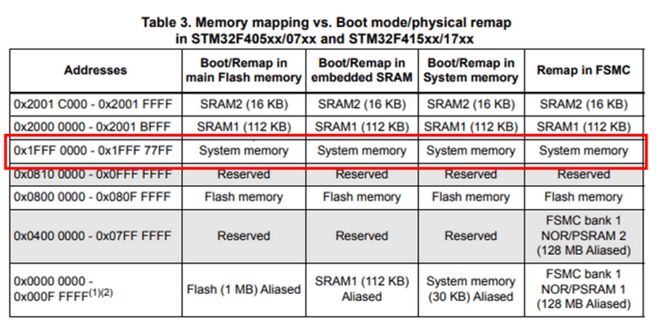 Table 3. Memory mapping vs. Boot mode/physical remap
in STM32F405xx/07xx and STM32F415xx/17xx
Addresses Boot/Remap in main Flash memory Boot/Remap in embedded SRAM Boot/Remap in System memory Remap in FSMC
0x2001 C000 - 0x2001 FFFF SRAM2 (16 KB) SRAM2 (16 KB) SRAM2 (16 KB) SRAM2 (16 KB)
0x2000 0000 - 0x2001 BFFF SRAM1 (112 KB) SRAM1 (112 KB) SRAM1 (112 KB) SRAM1 (112 KB)
0x1FFF 0000 - 0x1FFF 77FF System memory System memory System memory System memory
0x0810 0000 - 0x0FFF FFFF Reserved Reserved Reserved Reserved
0x0800 0000 - 0x080F FFFF Flash memory Flash memory Flash memory Flash memory
0x0400 0000 - 0x07FF FFFF Reserved Reserved Reserved FSMC bank 1 NOR/PSRAM 2 (128 MB Aliased)
0x0000 0000 - 0x000F FFFF(1)(2) Flash (1 MB) Aliased SRAM1 (112 KB) Aliased System memory (30 KB) Aliased FSMC bank 1 NOR/PSRAM 1 (128 MB Aliased)